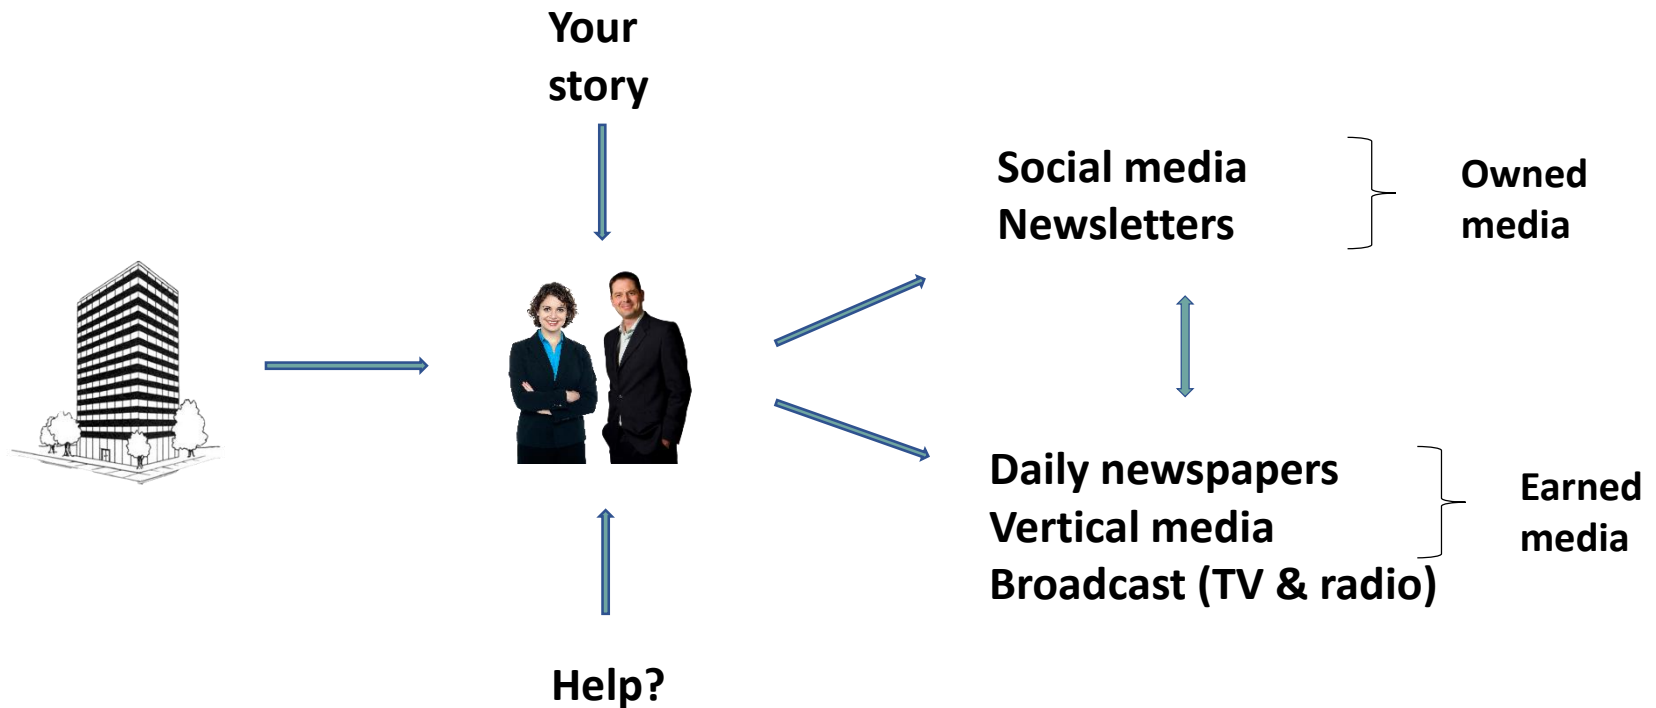 Your
story
Social media
Newsletters
Owned
media
Daily newspapers
Vertical media
Broadcast (TV & radio)
Earned
media
Help?